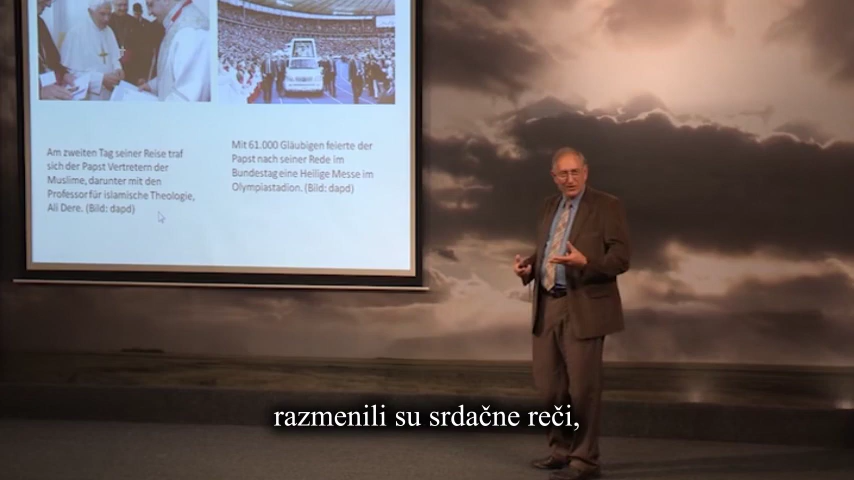 Am zweiten Tag seiner Reise traf
sich der Papst Vertretern der
Muslime, darunter mit den
Professor für islamische Theologie,
Ali Dere. (Bild: dapd)
Mit 61.000 Gläubigen feierte der
Papst nach seiner Rede im
Bundestag eine Heilige Messe im
Olympiastadion. (Bild: dapd)
razmenili su srdačne reči,